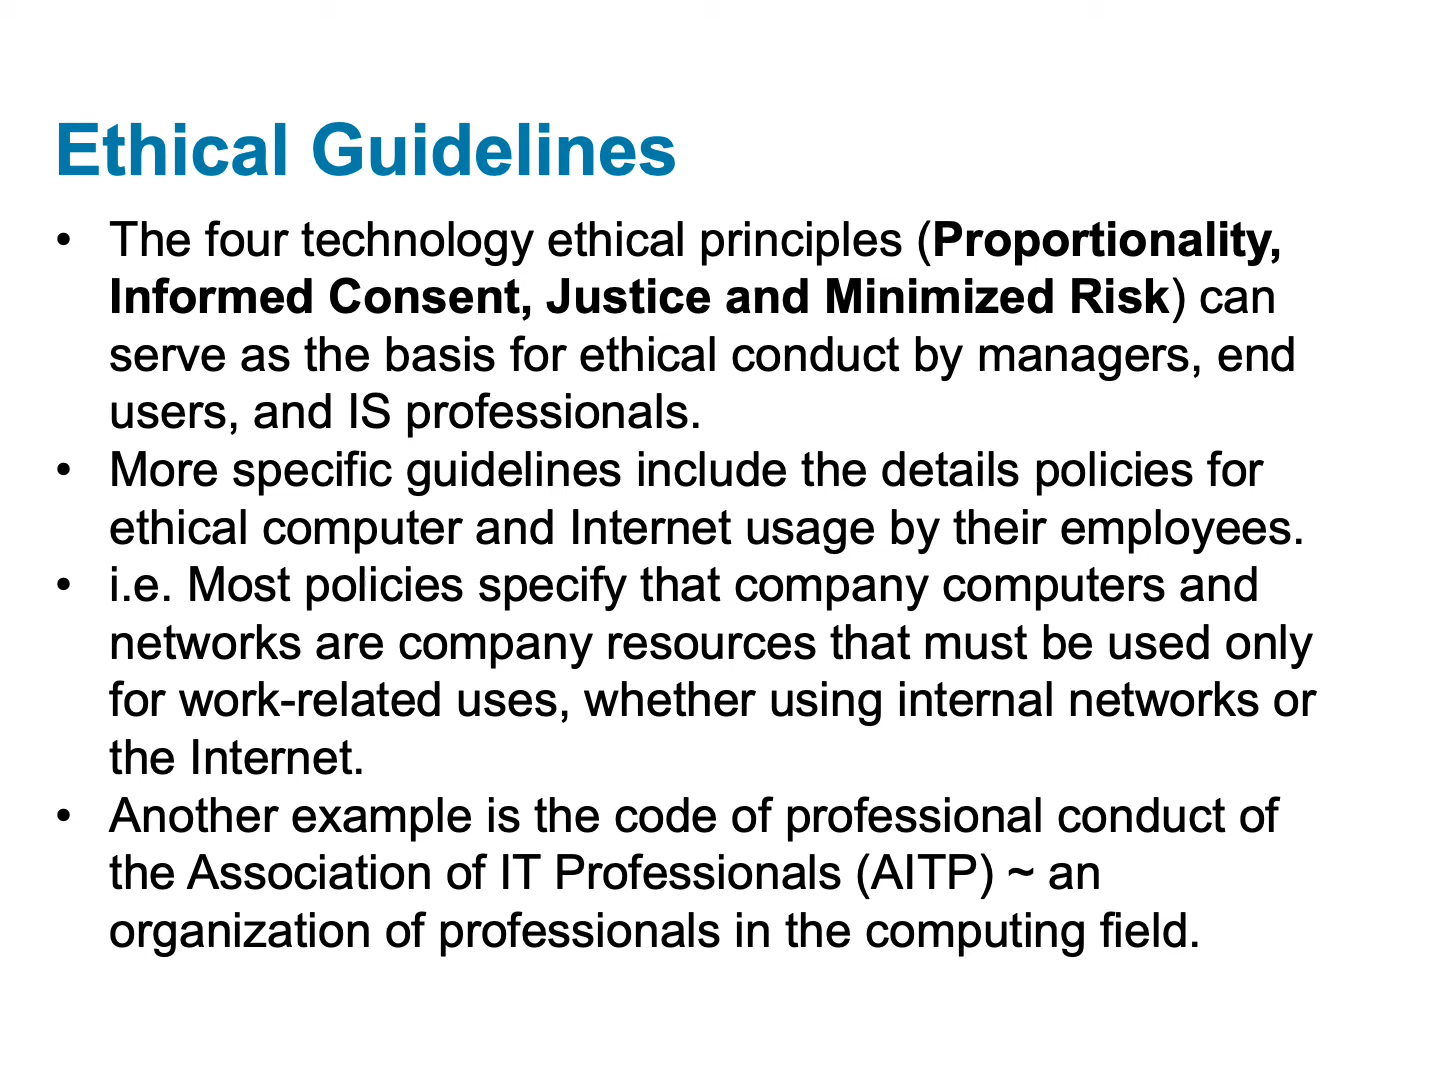 Ethical Guidelines
• The four technology ethical principles (Proportionality,
Informed Consent, Justice and Minimized Risk) can
serve as the basis for ethical conduct by managers, end
users, and IS professionals.
• More specific guidelines include the details policies for
ethical computer and Internet usage by their employees.
• i.e. Most policies specify that company computers and
networks are company resources that must be used only
for work-related uses, whether using internal networks or
the Internet.
• Another example is the code of professional conduct of
the Association of IT Professionals (AITP) ~ an
organization of professionals in the computing field.